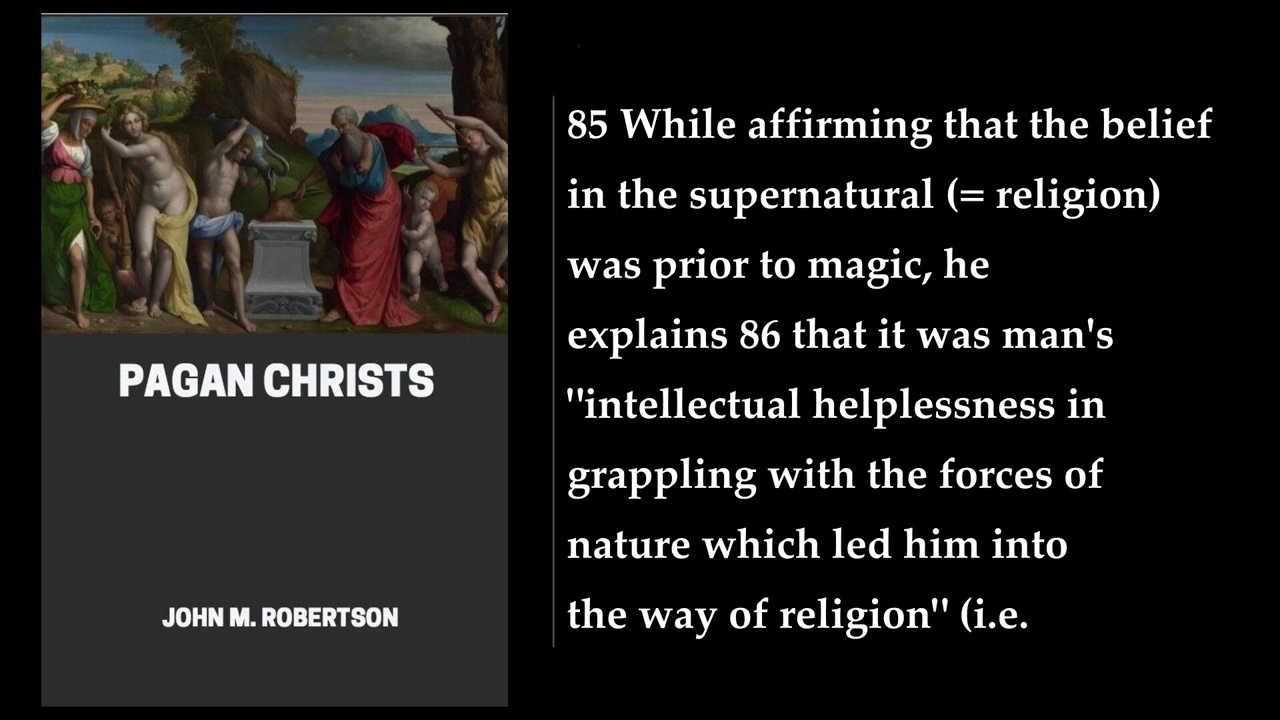 PAGAN CHRISTS
JOHN M. ROBERTSON
85 While affirming that the belief
in the supernatural (= religion)
was prior to magic, he
explains 86 that it was man's
"intellectual helplessness in
grappling with the forces of
nature which led him into
the way of religion" (i.e.